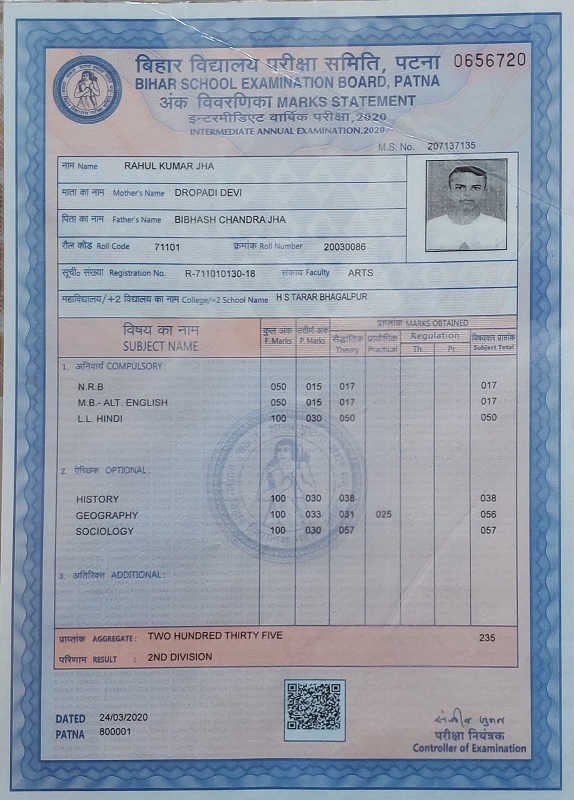 बिहार विद्यालय परीक्षा समिति, पटना 0656720
BIHAR SCHOOL EXAMINATION BOARD, PATNA
अंक विवरणिका MARKS STATEMENT
इन्टरमीडिएट वार्षिक परीक्षा, 2020
INTERMEDIATE ANNUAL EXAMINATION, 2020
M.S. No. 207137135
नाम Name RAHUL KUMAR JHA
माता का नाम Mother's Name DROPADI DEVI
पिता का नाम Father's Name BIBHASH CHANDRA JHA
रौल कोड Roll Code 71101 क्रमांक Roll Number 20030086
सूची० संख्या Registration No. R-711010130-18 संकाय Faculty ARTS
महाविद्यालय/+2 विद्यालय का नाम College/+2 School Name H S TARAR BHAGALPUR
विषय का नाम कुल अंक उत्तीर्ण अंक प्राप्तांक MARKS OBTAINED
SUBJECT NAME F. Marks P. Marks सैद्धांतिक Theory प्रायोगिक Practical Regulation Th. Pr. विषयवार प्राप्तांक Subject Total
1. अनिवार्य COMPULSORY:
N.R.B 050 015 017 017
M.B.- ALT. ENGLISH 050 015 017 017
L.L. HINDI 100 030 050 050
2. ऐच्छिक OPTIONAL:
HISTORY 100 030 038 038
GEOGRAPHY 100 033 031 025 056
SOCIOLOGY 100 030 057 057
3. अतिरिक्त ADDITIONAL:
प्राप्तांक AGGREGATE: TWO HUNDRED THIRTY FIVE 235
परिणाम RESULT : 2ND DIVISION
DATED 24/03/2020
PATNA 800001
परीक्षा नियंत्रक
Controller of Examination